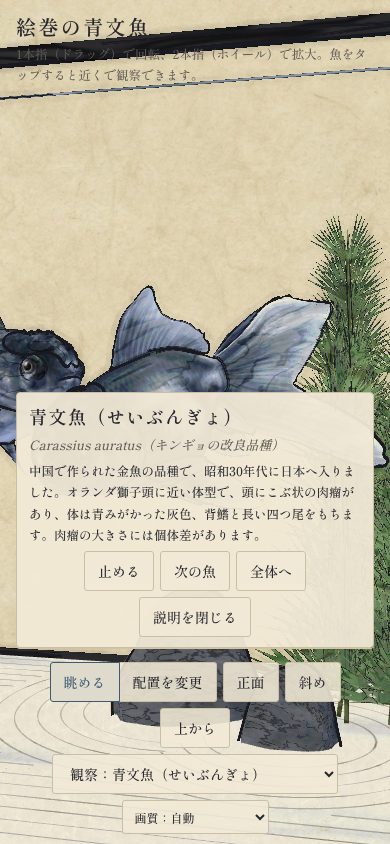 絵巻の青文魚
1本指（ドラッグ）で回転、2本指（ホイール）で拡大。魚をタ
ップすると近くで観察できます。
青文魚（せいぶんぎょ）
Carassius auratus（キンギョの改良品種）
中国で作られた金魚の品種で、昭和30年代に日本へ入りま
した。オランダ獅子頭に近い体型で、頭にこぶ状の肉瘤が
あり、体は青みがかった灰色、背鰭と長い四つ尾をもちま
す。肉瘤の大きさには個体差があります。
止める 次の魚 全体へ
説明を閉じる
眺める 配置を変更 正面 斜め
上から
観察：青文魚（せいぶんぎょ）
画質：自動